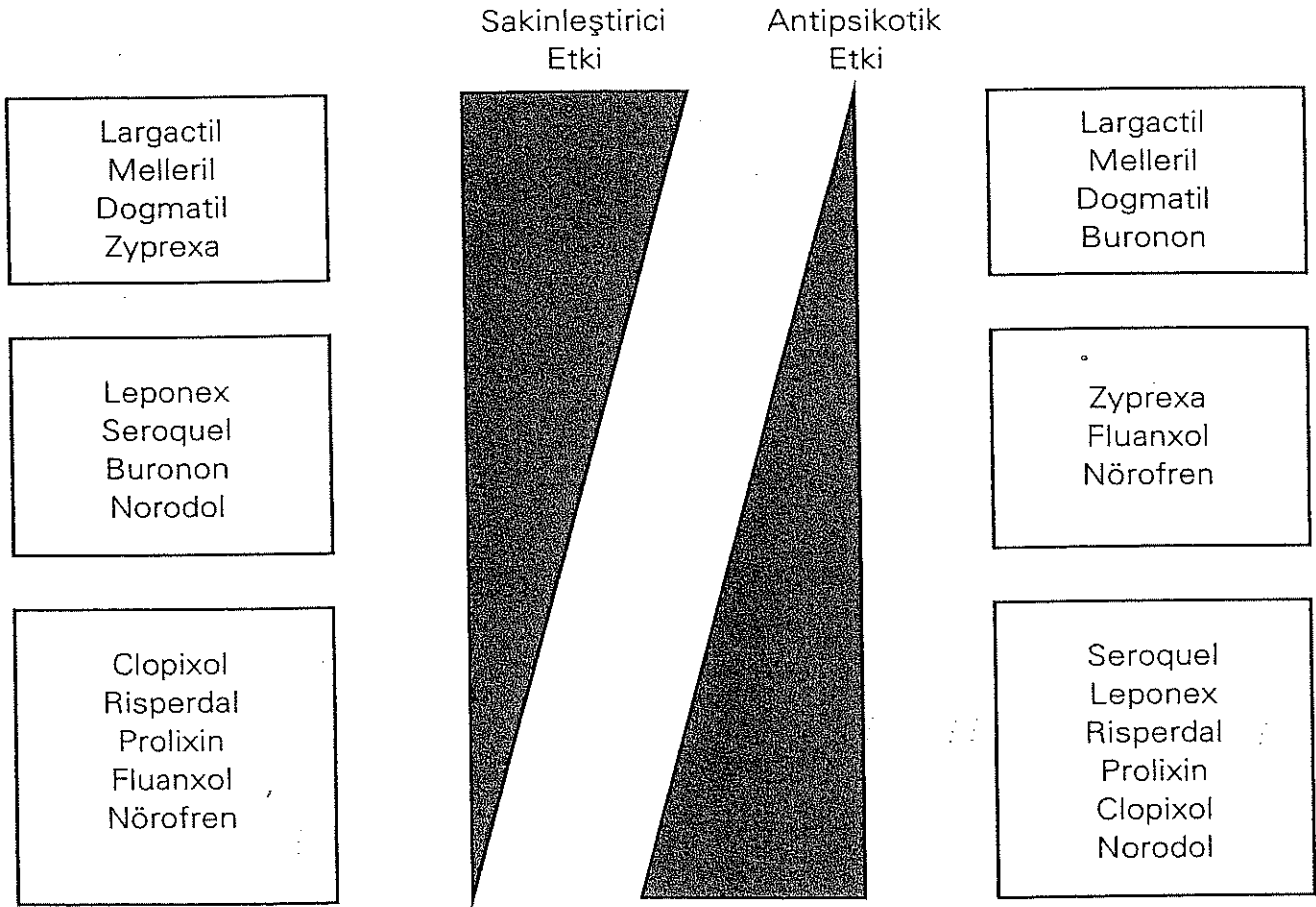 Sakinleştirici
Etki
Antipsikotik
Etki
Largactil
Melleril
Dogmatil
Zyprexa
Leponex
Seroquel
Buronon
Norodol
Clopixol
Risperdal
Prolixin
Fluanxol
Nörofren
Largactil
Melleril
Dogmatil
Buronon
Zyprexa
Fluanxol
Nörofren
Seroquel
Leponex
Risperdal
Prolixin
Clopixol
Norodol